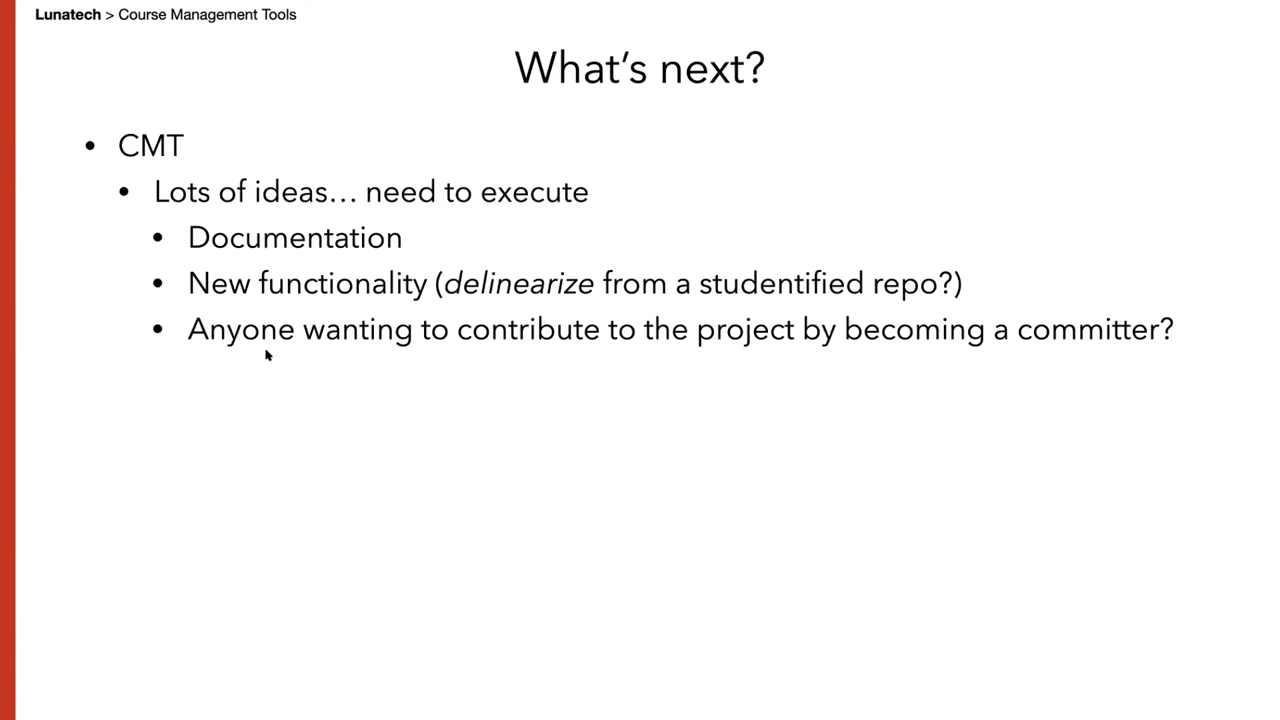 Lunatech > Course Management Tools
What’s next?
• CMT
• Lots of ideas… need to execute
• Documentation
• New functionality (delinearize from a studentified repo?)
• Anyone wanting to contribute to the project by becoming a committer?